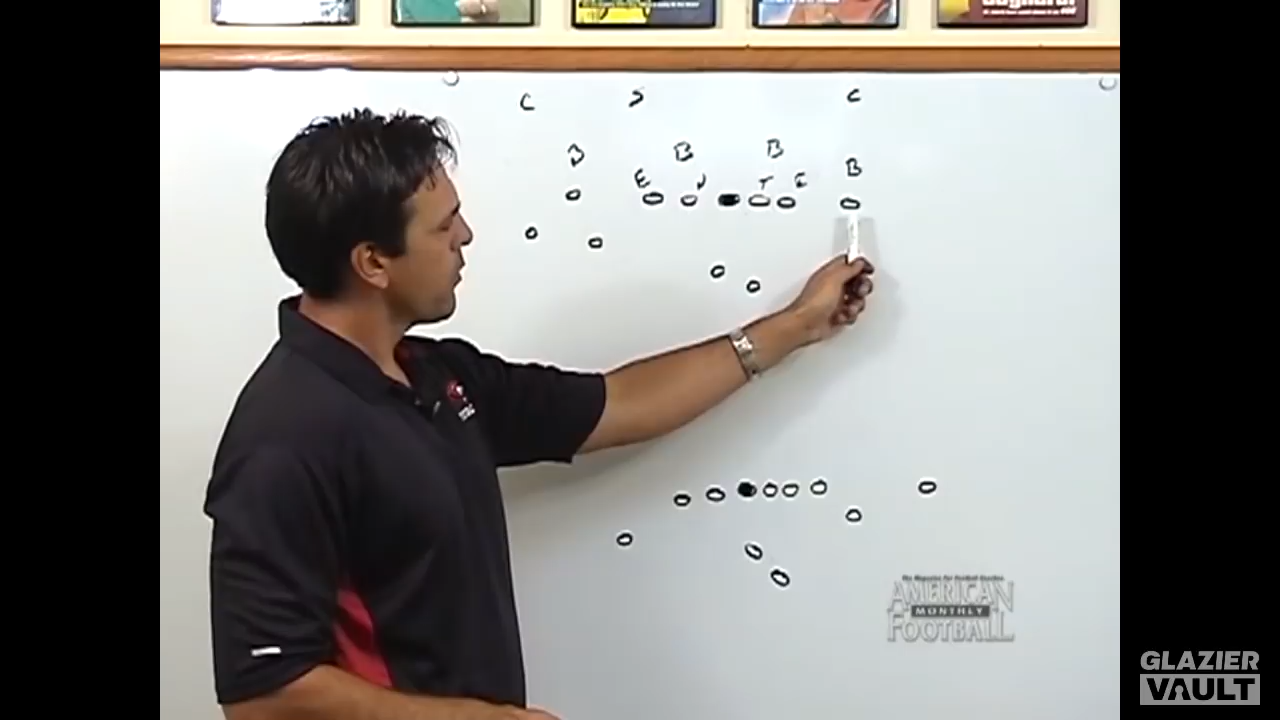 C S C
B B B B
E N T E
The Magazine For Football Coaches
AMERICAN
MONTHLY
FOOTBALL
GLAZIER
VAULT